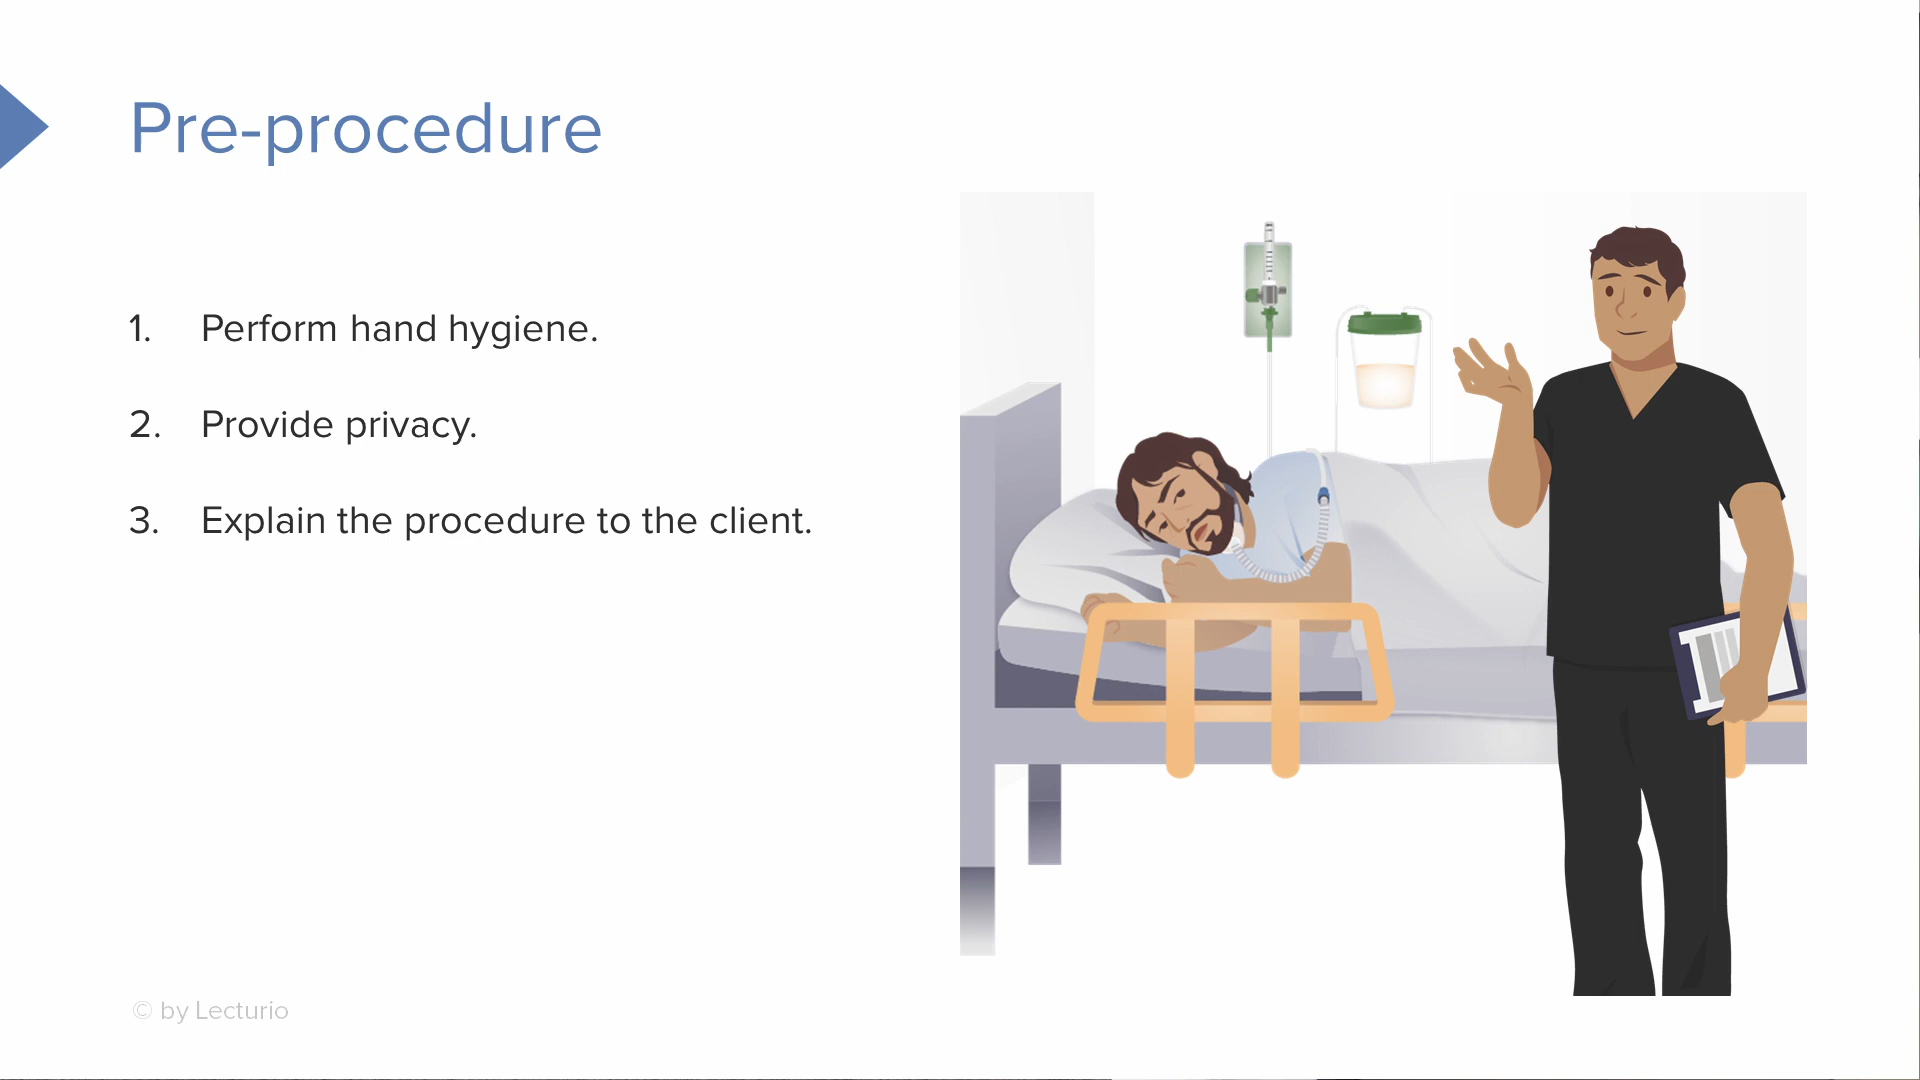 Pre-procedure
1. Perform hand hygiene.
2. Provide privacy.
3. Explain the procedure to the client.
© by Lecturio